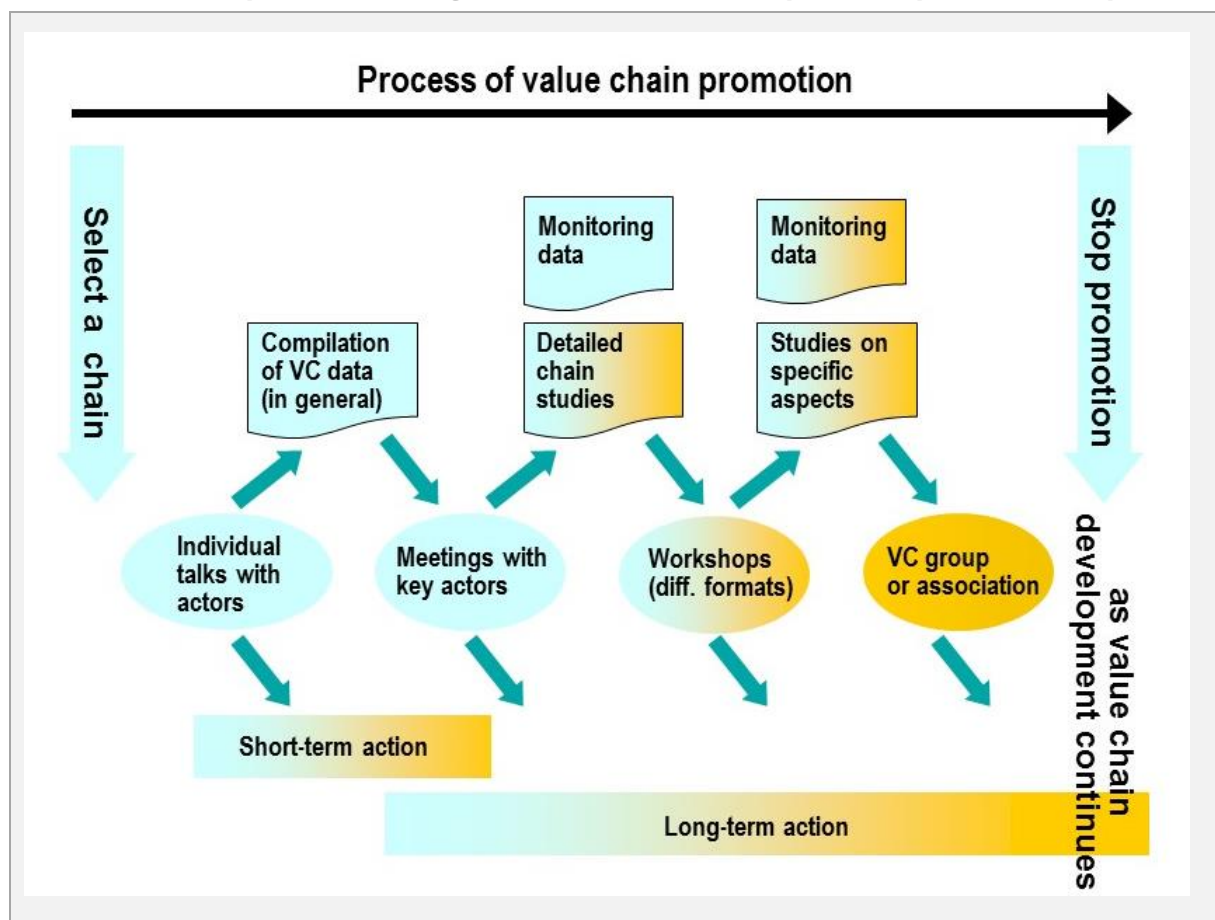 Process of value chain promotion
Select a chain
Monitoring
data
Monitoring
data
Stop promotion
as value chain
development continues
Compilation
of VC data
(in general)
Detailed
chain
studies
Studies on
specific
aspects
Individual
talks with
actors
Meetings with
key actors
Workshops
(diff. formats)
VC group
or association
Short-term action
Long-term action